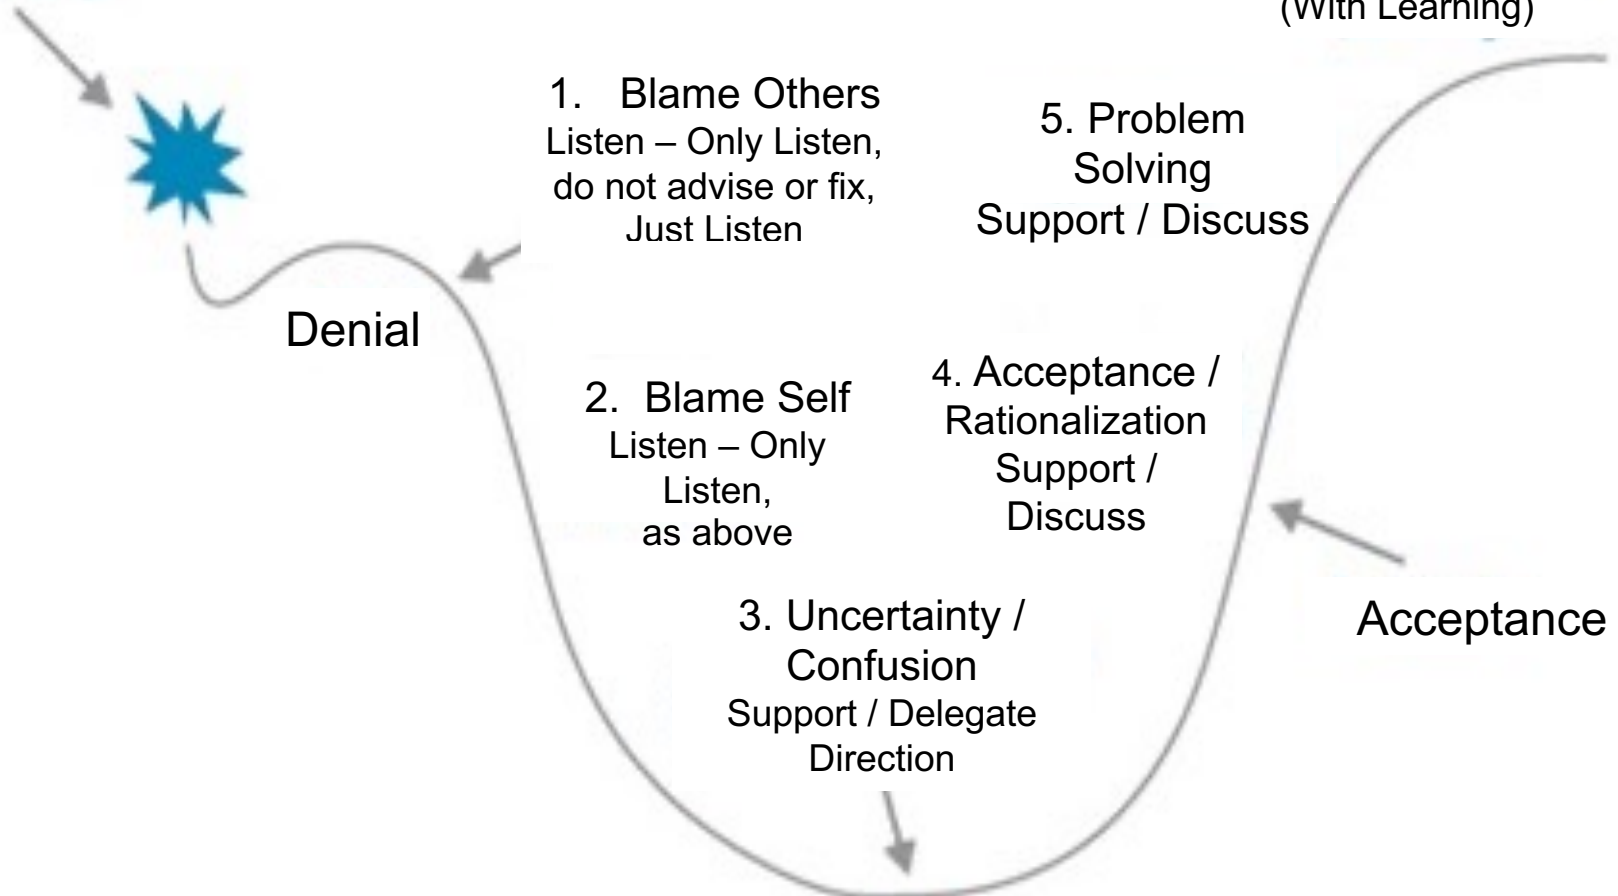 (With Learning)
1. Blame Others
Listen – Only Listen,
do not advise or fix,
Just Listen
5. Problem
Solving
Support / Discuss
Denial
2. Blame Self
Listen – Only
Listen,
as above
4. Acceptance /
Rationalization
Support /
Discuss
3. Uncertainty /
Confusion
Support / Delegate
Direction
Acceptance